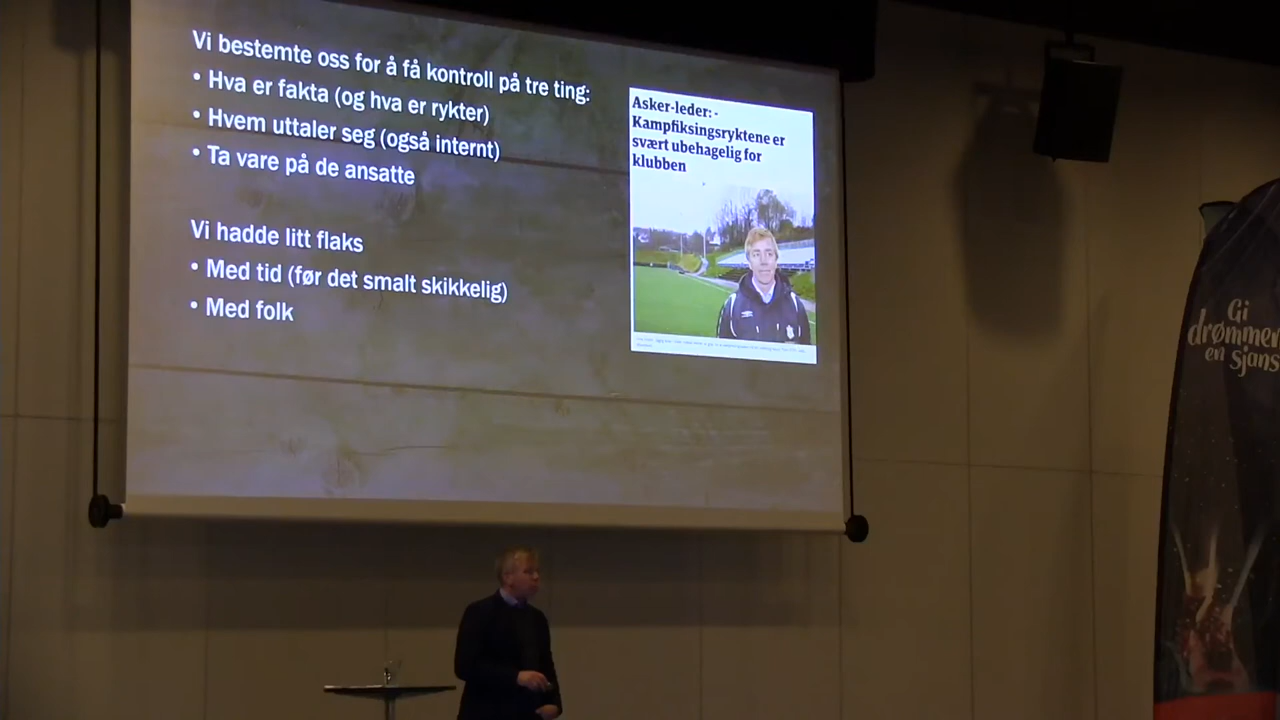 Vi bestemte oss for å få kontroll på tre ting:
• Hva er fakta (og hva er rykter)
• Hvem uttaler seg (også internt)
• Ta vare på de ansatte
Vi hadde litt flaks
• Med tid (før det smalt skikkelig)
• Med folk
Asker-leder: -
Kampfiksingsryktene er
svært ubehagelig for
klubben
Gi
drømmer
en sjans